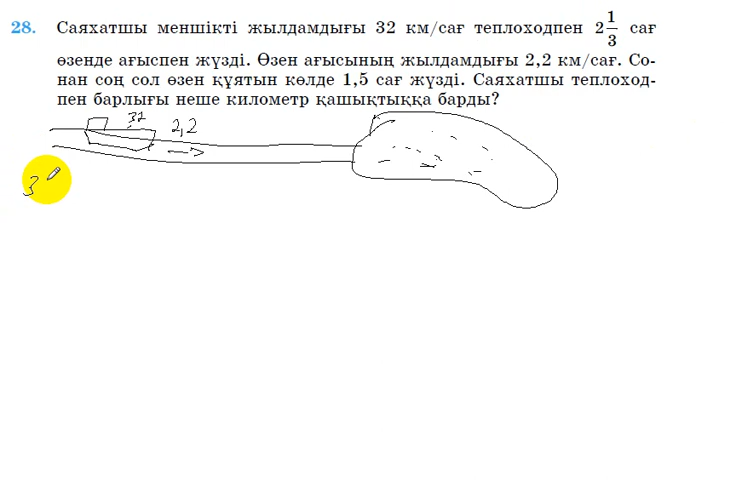 28. Саяхатшы меншікті жылдамдығы 32 км/сағ теплоходпен 2 1/3 сағ
өзенде ағыспен жүзді. Өзен ағысының жылдамдығы 2,2 км/сағ. Со-
нан соң сол өзен құятын көлде 1,5 сағ жүзді. Саяхатшы теплоход-
пен барлығы неше километр қашықтыққа барды?
32 2,2
3